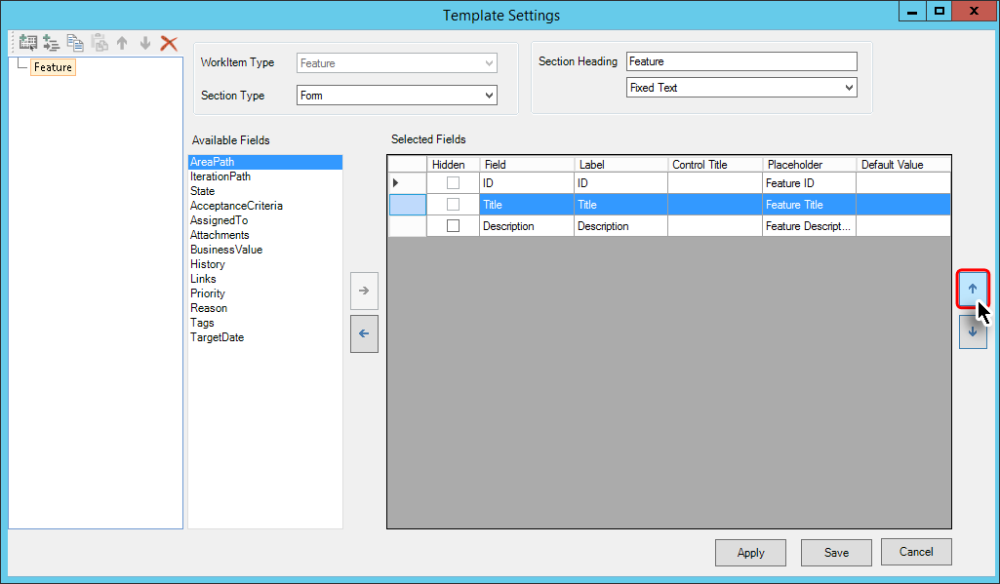 Template Settings
Feature
WorkItem Type Feature
Section Type Form
Section Heading Feature
Fixed Text
Available Fields
AreaPath
IterationPath
State
AcceptanceCriteria
AssignedTo
Attachments
BusinessValue
History
Links
Priority
Reason
Tags
TargetDate
Selected Fields
Hidden Field Label Control Title Placeholder Default Value
ID ID Feature ID
Title Title Feature Title
Description Description Feature Descript...
Apply Save Cancel